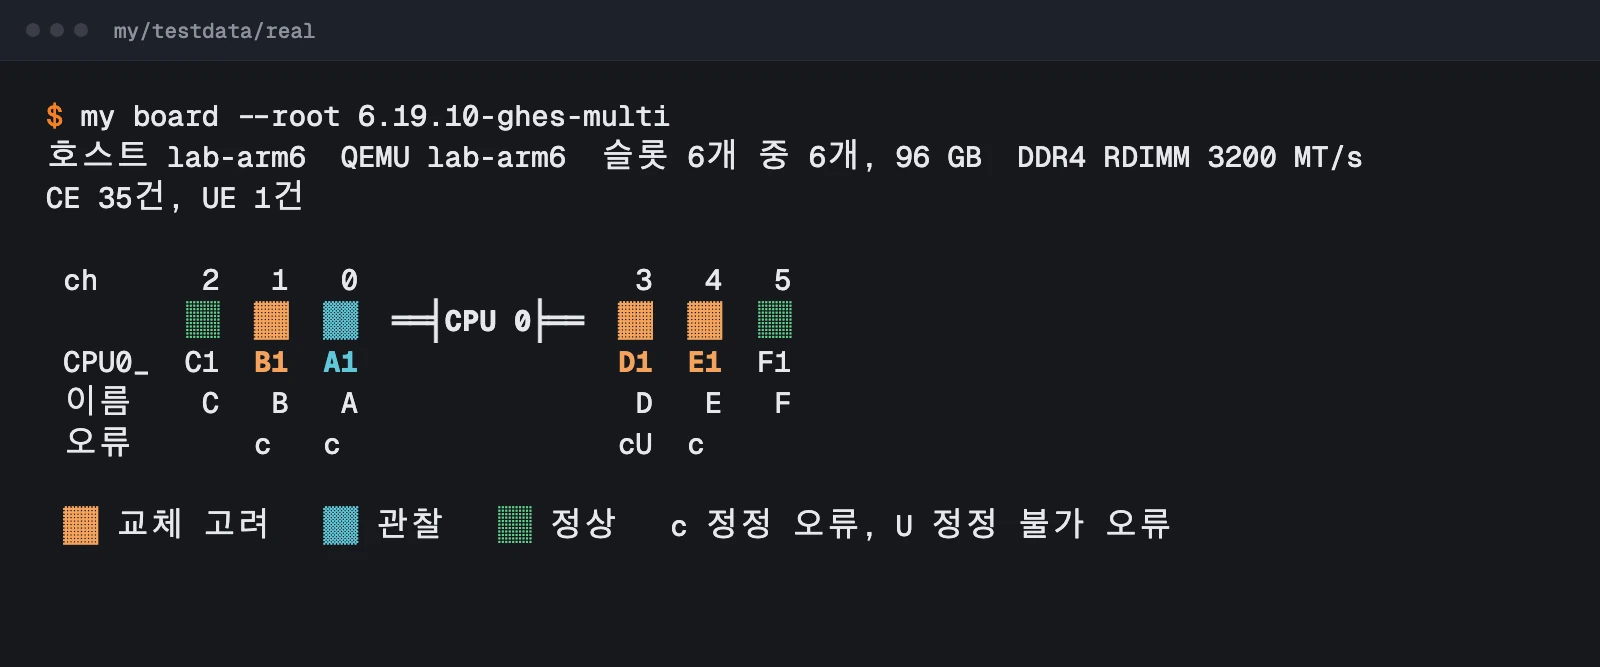 my/testdata/real
$ my board --root 6.19.10-ghes-multi
호스트 lab-arm6  QEMU lab-arm6  슬롯 6개 중 6개, 96 GB  DDR4 RDIMM 3200 MT/s
CE 35건, UE 1건
ch 2 1 0 3 4 5
CPU 0
CPU0_ C1 B1 A1 D1 E1 F1
이름 C B A D E F
오류 c c cU c
교체 고려  관찰  정상  c 정정 오류, U 정정 불가 오류